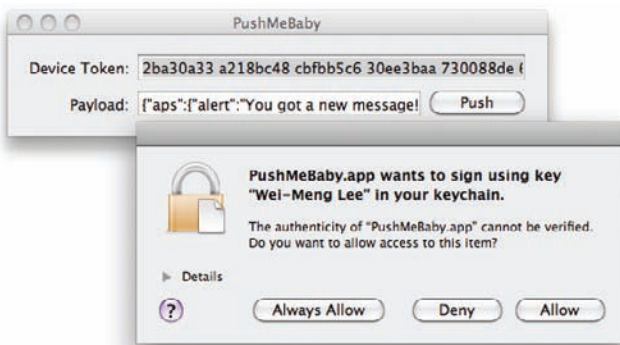 PushMeBaby
Device Token: 2ba30a33 a218bc48 cbfbb5c6 30ee3baa 730088de
Payload: {"aps":{"alert":"You got a new message! Push
PushMeBaby.app wants to sign using key
"Wei-Meng Lee" in your keychain.
The authenticity of "PushMeBaby.app" cannot be verified.
Do you want to allow access to this item?
Details
? Always Allow Deny Allow